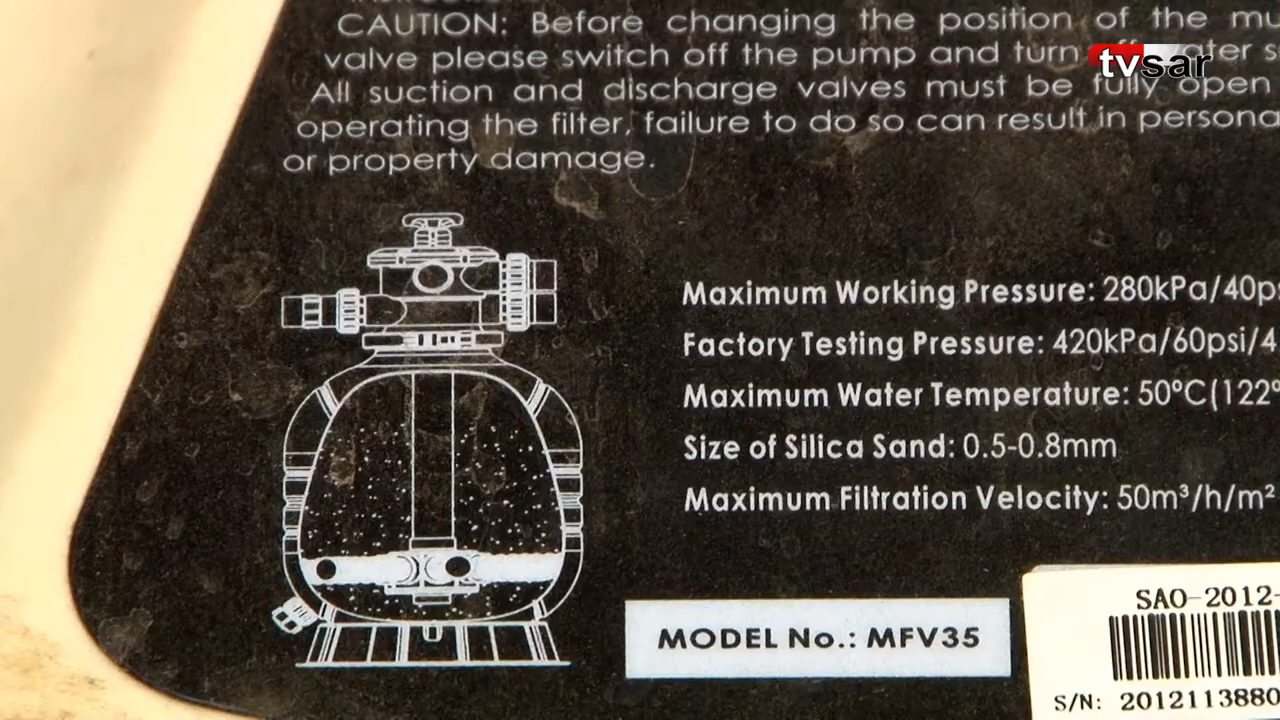 CAUTION: Before changing the position of the
valve please switch off the pump and turn off
tvsar
All suction and discharge valves must be fully open
operating the filter, failure to do so can result in
or property damage.
Maximum Working Pressure: 280kPa/40p
Factory Testing Pressure: 420kPa/60psi/4
Maximum Water Temperature: 50°C(122°
Size of Silica Sand: 0.5-0.8mm
Maximum Filtration Velocity: 50m³/h/m²
MODEL No.: MFV35
SAO-2012-
S/N: 2012113880